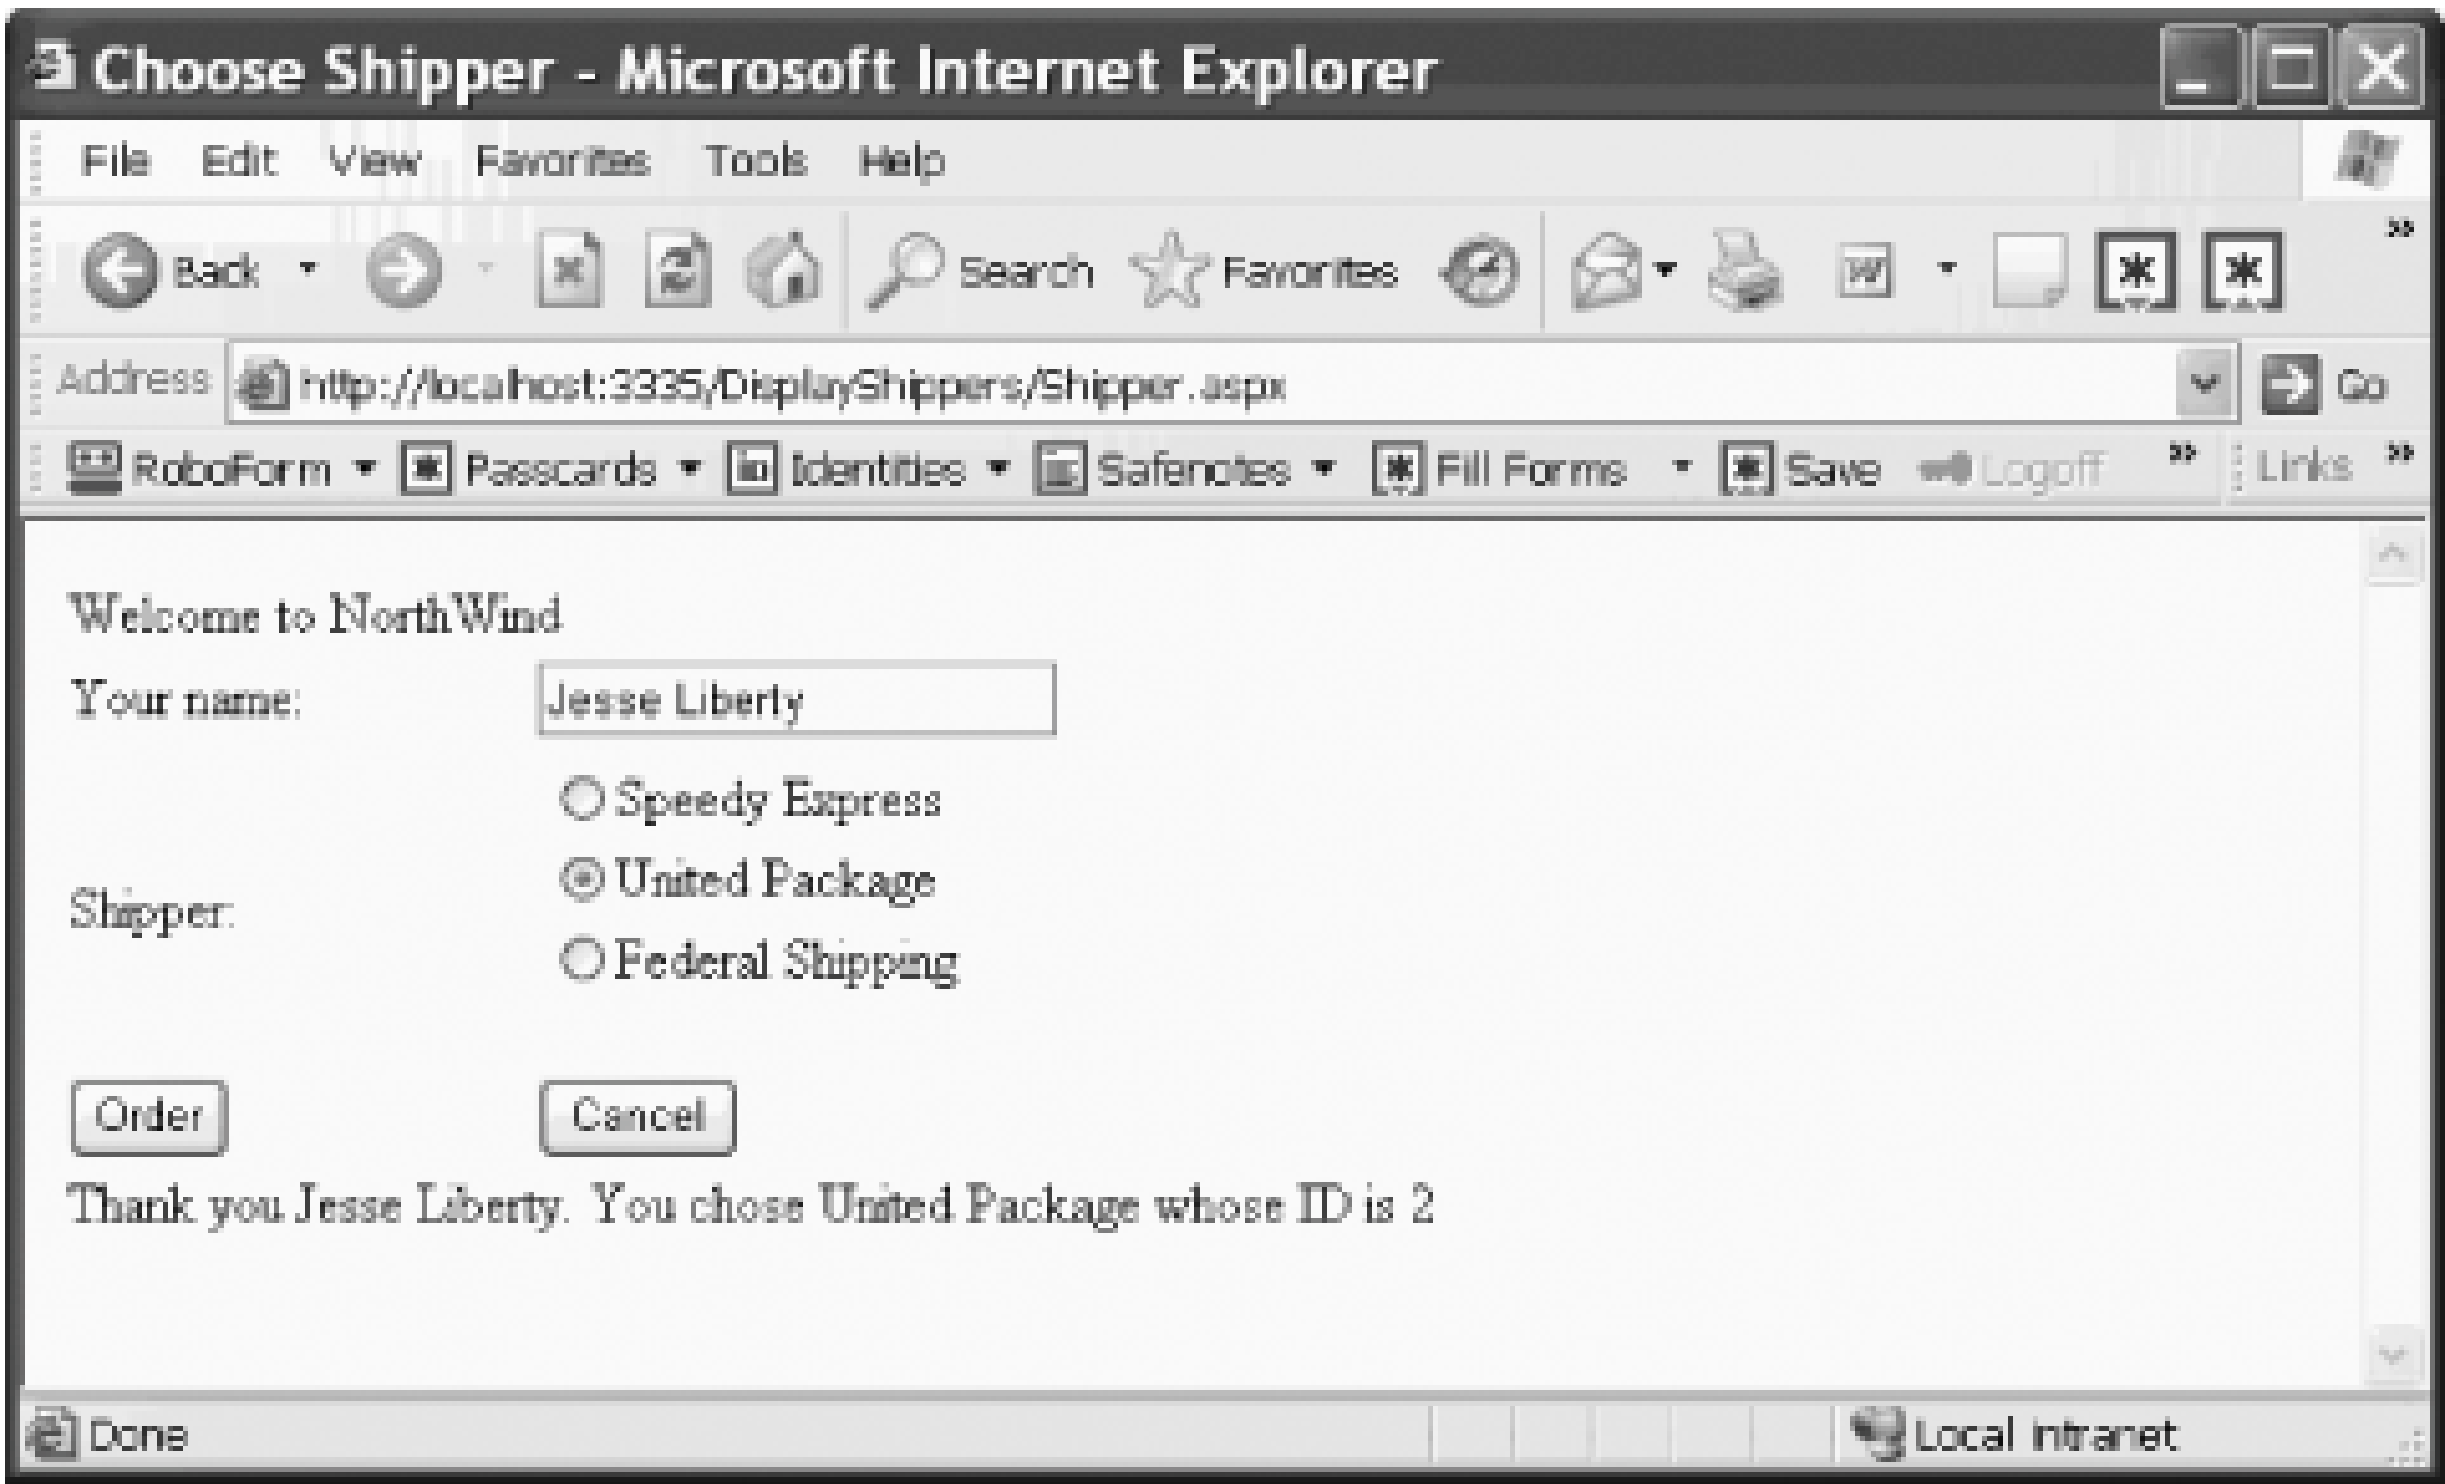 Choose Shipper - Microsoft Internet Explorer
File Edit View Favorites Tools Help
Back Search Favorites
Address http://localhost:3335/DisplayShippers/Shipper.aspx Go
RoboForm Passcards Identities Safenotes Fill Forms Save Logoff Links
Welcome to NorthWind
Your name: Jesse Liberty
Speedy Express
United Package
Shipper:
Federal Shipping
Order Cancel
Thank you Jesse Liberty. You chose United Package whose ID is 2
Done Local intranet